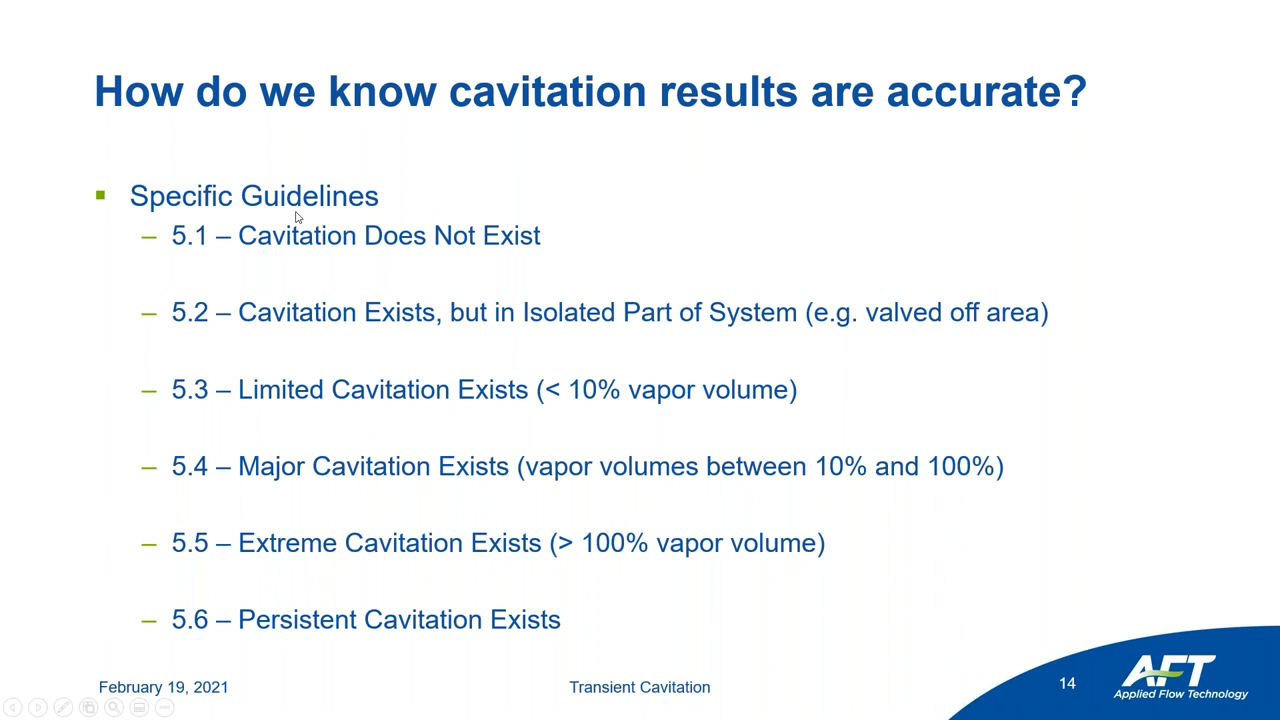 How do we know cavitation results are accurate?
Specific Guidelines
– 5.1 – Cavitation Does Not Exist
– 5.2 – Cavitation Exists, but in Isolated Part of System (e.g. valved off area)
– 5.3 – Limited Cavitation Exists (< 10% vapor volume)
– 5.4 – Major Cavitation Exists (vapor volumes between 10% and 100%)
– 5.5 – Extreme Cavitation Exists (> 100% vapor volume)
– 5.6 – Persistent Cavitation Exists
February 19, 2021
Transient Cavitation
14
AFT
Applied Flow Technology